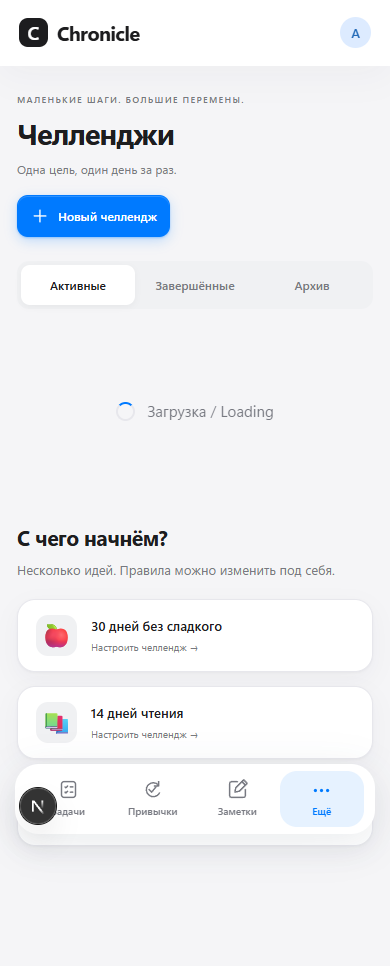 C Chronicle
A
МАЛЕНЬКИЕ ШАГИ. БОЛЬШИЕ ПЕРЕМЕНЫ.
Челленджи
Одна цель, один день за раз.
Новый челлендж
Активные Завершённые Архив
Загрузка / Loading
С чего начнём?
Несколько идей. Правила можно изменить под себя.
30 дней без сладкого
Настроить челлендж →
14 дней чтения
Настроить челлендж →
N
адачи Привычки Заметки Ещё